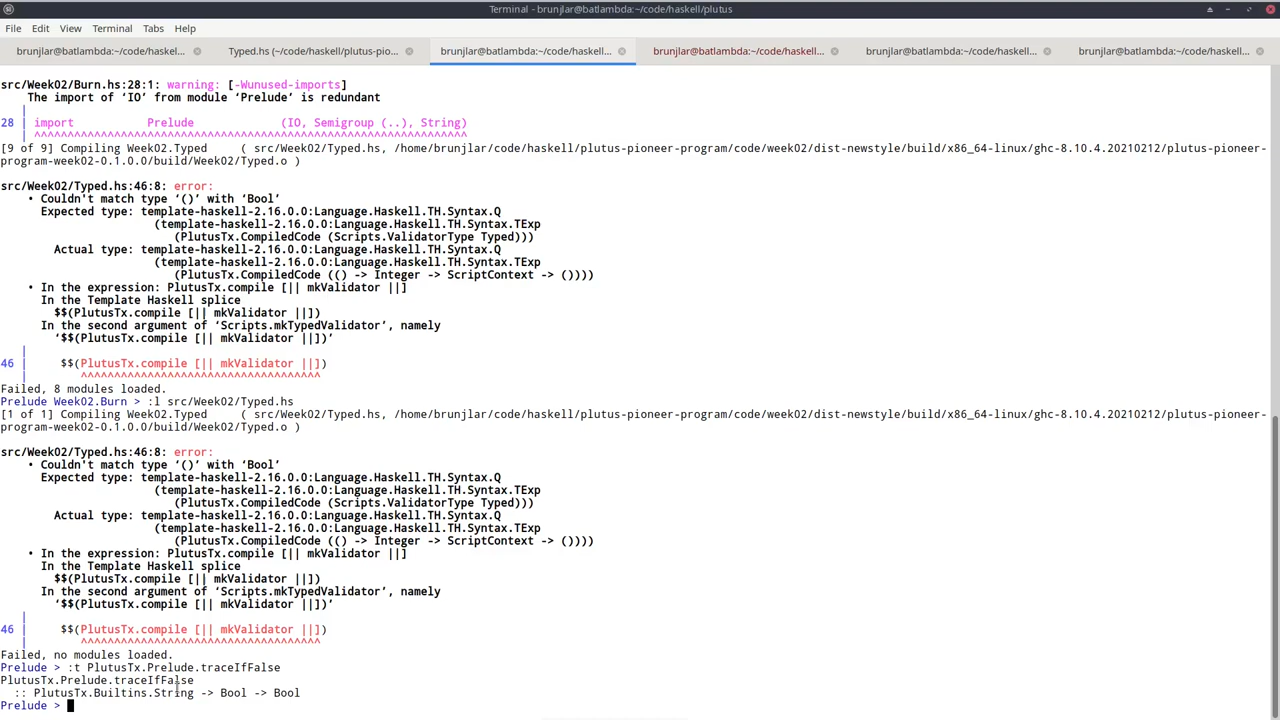 Terminal - brunjlar@batlambda:~/code/haskell/plutus
File Edit View Terminal Tabs Help
brunjlar@batlambda:~/code/haskel... × Typed.hs (~/code/haskell/plutus-pio... × brunjlar@batlambda:~/code/haskell... × brunjlar@batlambda:~/code/haskell... × brunjlar@batlambda:~/code/haskell... × brunjlar@batlambda:~/code/haskell... ×
src/Week02/Burn.hs:28:1: warning: [-Wunused-imports]
The import of ‘IO’ from module ‘Prelude’ is redundant
|
28 | import Prelude (IO, Semigroup (..), String)
| ^^^^^^^^^^^^^^^^^^^^^^^^^^^^^^^^^^^^^^^^^^^^^^^^^^^^^^^^^^^^^^^^^
[9 of 9] Compiling Week02.Typed ( src/Week02/Typed.hs, /home/brunjlar/code/haskell/plutus-pioneer-program/code/week02/dist-newstyle/build/x86_64-linux/ghc-8.10.4.20210212/plutus-pioneer-
program-week02-0.1.0.0/build/Week02/Typed.o )
src/Week02/Typed.hs:46:8: error:
• Couldn't match type ‘()’ with ‘Bool’
Expected type: template-haskell-2.16.0.0:Language.Haskell.TH.Syntax.Q
(template-haskell-2.16.0.0:Language.Haskell.TH.Syntax.TExp
(PlutusTx.CompiledCode (Scripts.ValidatorType Typed)))
Actual type: template-haskell-2.16.0.0:Language.Haskell.TH.Syntax.Q
(template-haskell-2.16.0.0:Language.Haskell.TH.Syntax.TExp
(PlutusTx.CompiledCode (() -> Integer -> ScriptContext -> ())))
• In the expression: PlutusTx.compile [|| mkValidator ||]
In the Template Haskell splice
$$(PlutusTx.compile [|| mkValidator ||])
In the second argument of ‘Scripts.mkTypedValidator’, namely
‘$$(PlutusTx.compile [|| mkValidator ||])’
|
46 | $$(PlutusTx.compile [|| mkValidator ||])
| ^^^^^^^^^^^^^^^^^^^^^^^^^^^^^^^^^^^^
Failed, 8 modules loaded.
Prelude Week02.Burn > :l src/Week02/Typed.hs
[1 of 1] Compiling Week02.Typed ( src/Week02/Typed.hs, /home/brunjlar/code/haskell/plutus-pioneer-program/code/week02/dist-newstyle/build/x86_64-linux/ghc-8.10.4.20210212/plutus-pioneer-
program-week02-0.1.0.0/build/Week02/Typed.o )
src/Week02/Typed.hs:46:8: error:
• Couldn't match type ‘()’ with ‘Bool’
Expected type: template-haskell-2.16.0.0:Language.Haskell.TH.Syntax.Q
(template-haskell-2.16.0.0:Language.Haskell.TH.Syntax.TExp
(PlutusTx.CompiledCode (Scripts.ValidatorType Typed)))
Actual type: template-haskell-2.16.0.0:Language.Haskell.TH.Syntax.Q
(template-haskell-2.16.0.0:Language.Haskell.TH.Syntax.TExp
(PlutusTx.CompiledCode (() -> Integer -> ScriptContext -> ())))
• In the expression: PlutusTx.compile [|| mkValidator ||]
In the Template Haskell splice
$$(PlutusTx.compile [|| mkValidator ||])
In the second argument of ‘Scripts.mkTypedValidator’, namely
‘$$(PlutusTx.compile [|| mkValidator ||])’
|
46 | $$(PlutusTx.compile [|| mkValidator ||])
| ^^^^^^^^^^^^^^^^^^^^^^^^^^^^^^^^^^^^
Failed, no modules loaded.
Prelude > :t PlutusTx.Prelude.traceIfFalse
PlutusTx.Prelude.traceIfFalse
:: PlutusTx.Builtins.String -> Bool -> Bool
Prelude >